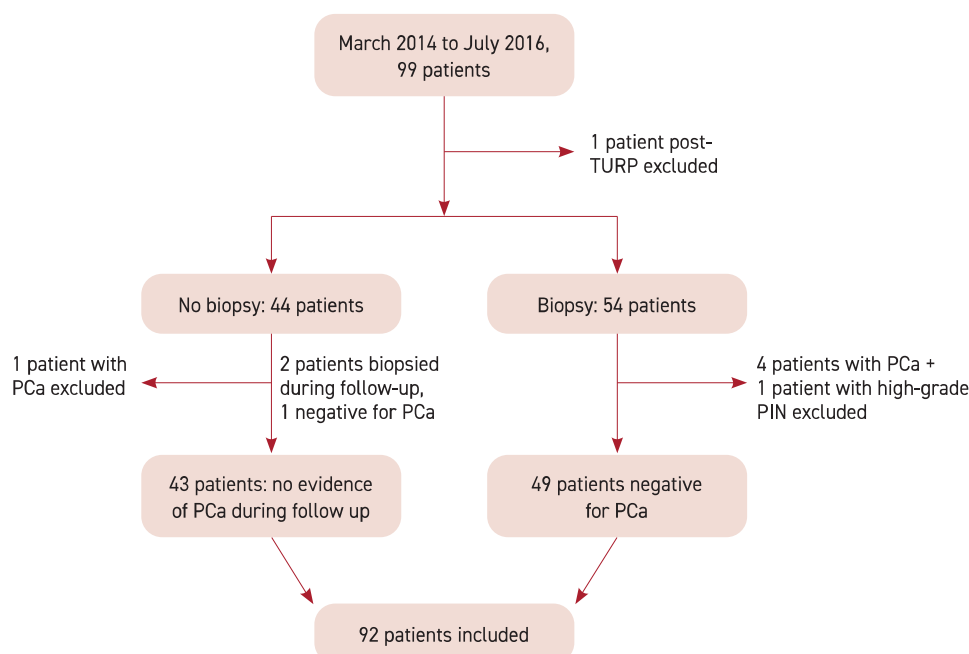 March 2014 to July 2016,
99 patients
1 patient post-
TURP excluded
No biopsy: 44 patients
Biopsy: 54 patients
1 patient with
PCa excluded
2 patients biopsied
during follow-up,
1 negative for PCa
4 patients with PCa +
1 patient with high-grade
PIN excluded
43 patients: no evidence
of PCa during follow up
49 patients negative
for PCa
92 patients included